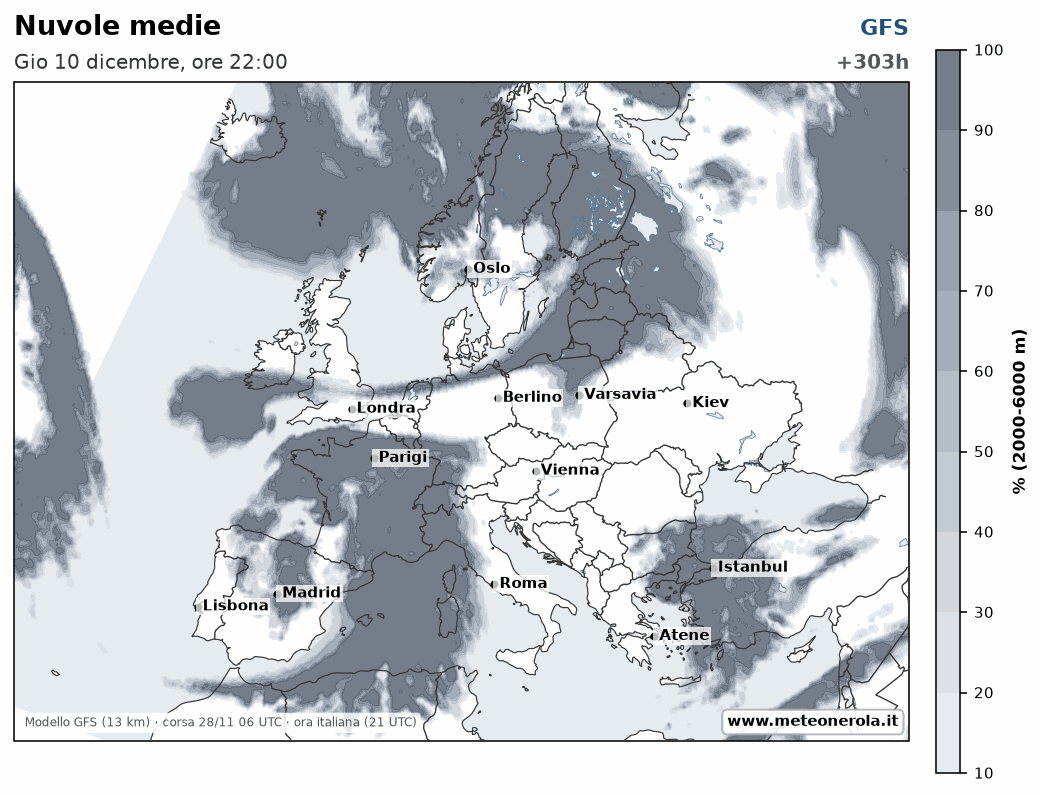 Nuvole medie
GFS
Gio 10 dicembre, ore 22:00
+303h
100
90
80
70
60
50
40
30
20
10
% (2000-6000 m)
Oslo
Londra
Berlino
Varsavia
Kiev
Parigi
Vienna
Istanbul
Roma
Madrid
Lisbona
Atene
Modello GFS (13 km) · corsa 28/11 06 UTC · ora italiana (21 UTC)
www.meteonerola.it